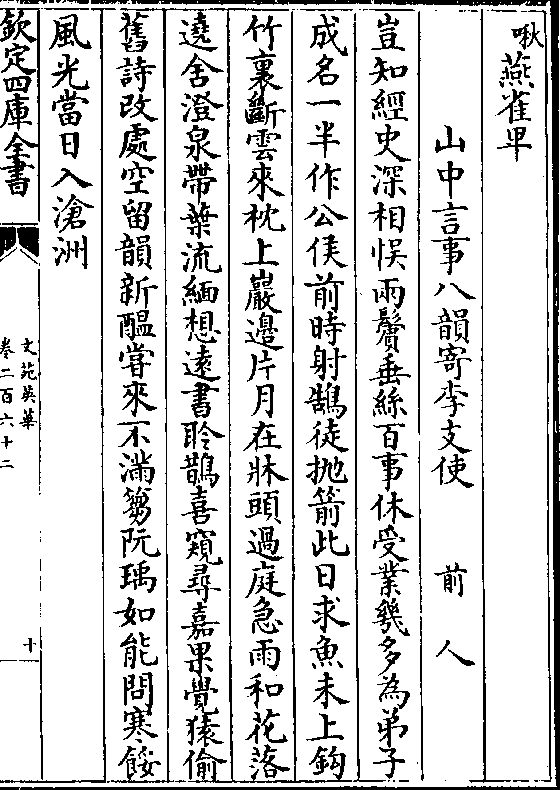 啾燕雀卑
山中言事八韻寄李支使　前人
豈知經史深相悞兩鬢垂絲百事休受業幾多為弟子
成名一半作公侯前時射鵠徒抛箭此日求魚未上鈎
竹裏斷雲來枕上巖邉片月在牀頭過庭急雨和花落
遶舍澄泉帶葉流緬想逺書聆鵲喜窺尋嘉果覺猿偷
舊詩改處空留韻新醖嘗來不滿篘阮瑀如能問寒餒
風光當日入滄洲
欽定四庫全書
文苑英華
卷二百六十二
十